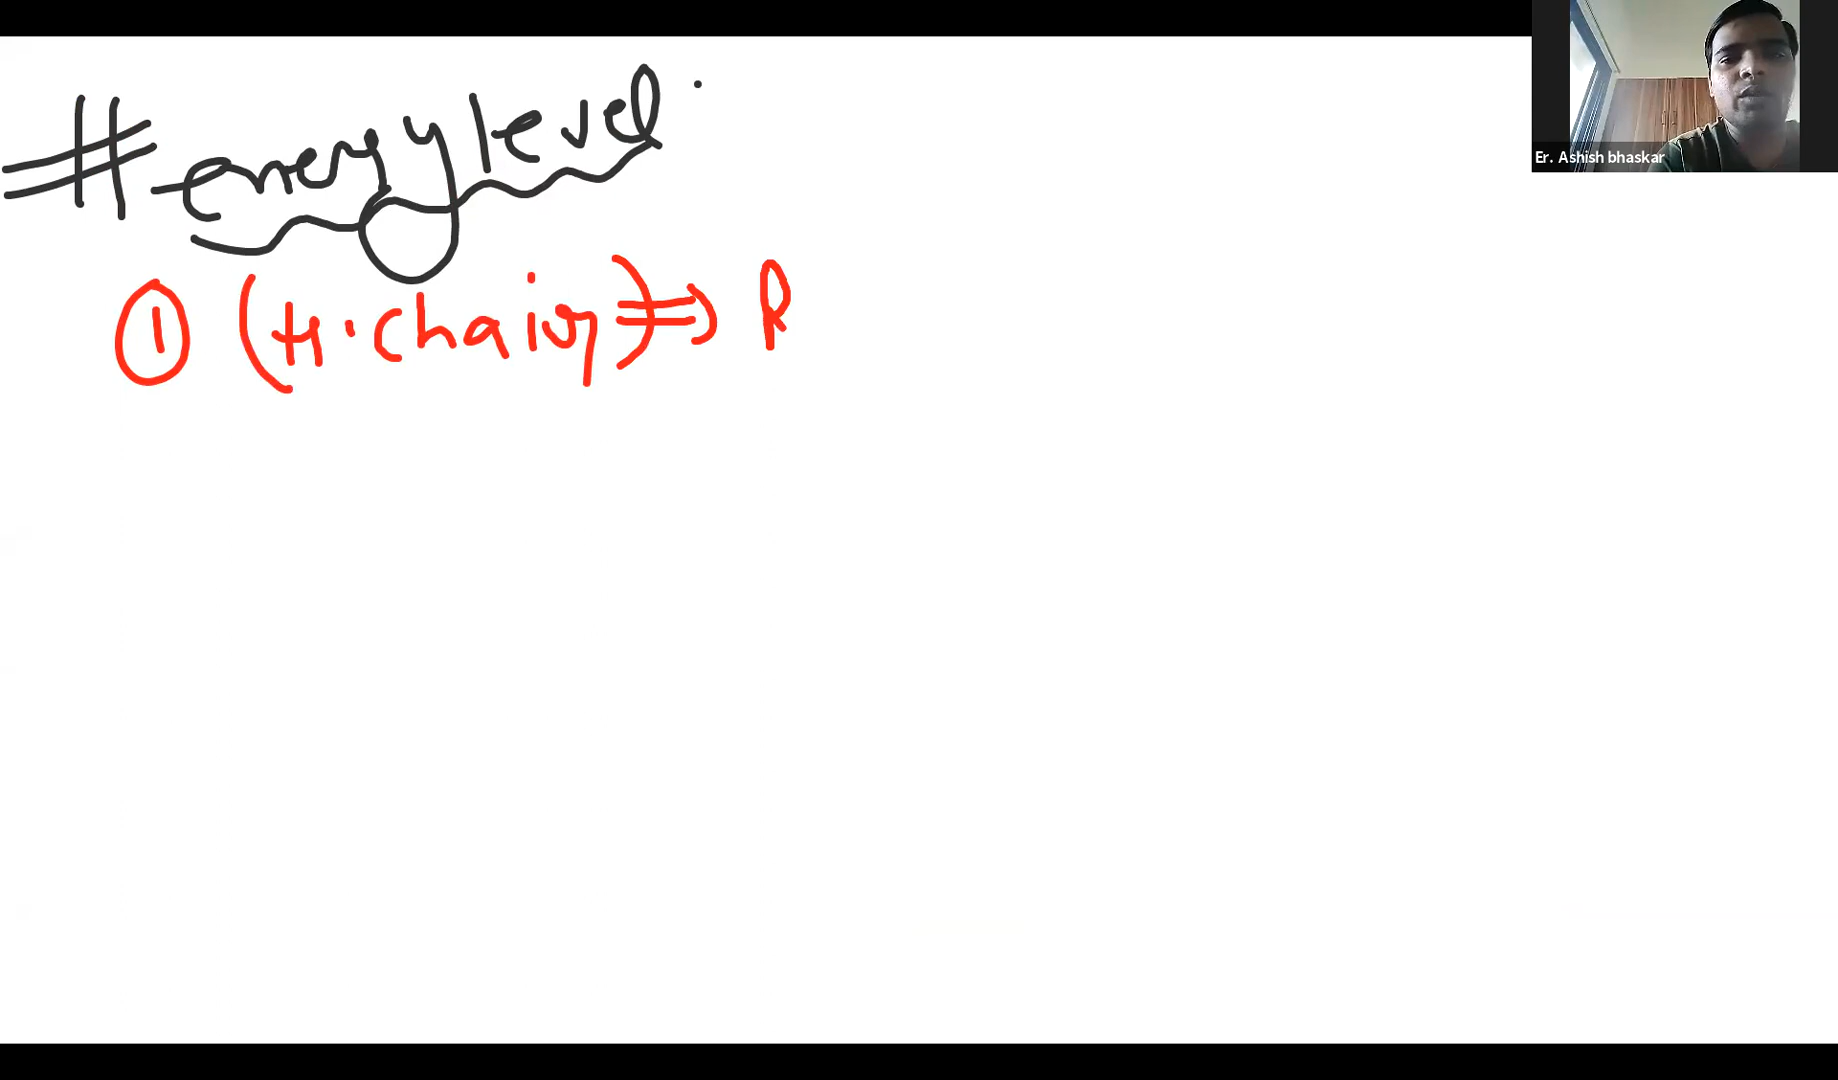 # energy level.
① (H.chain) ⇒ R
Er. Ashish bhaskar